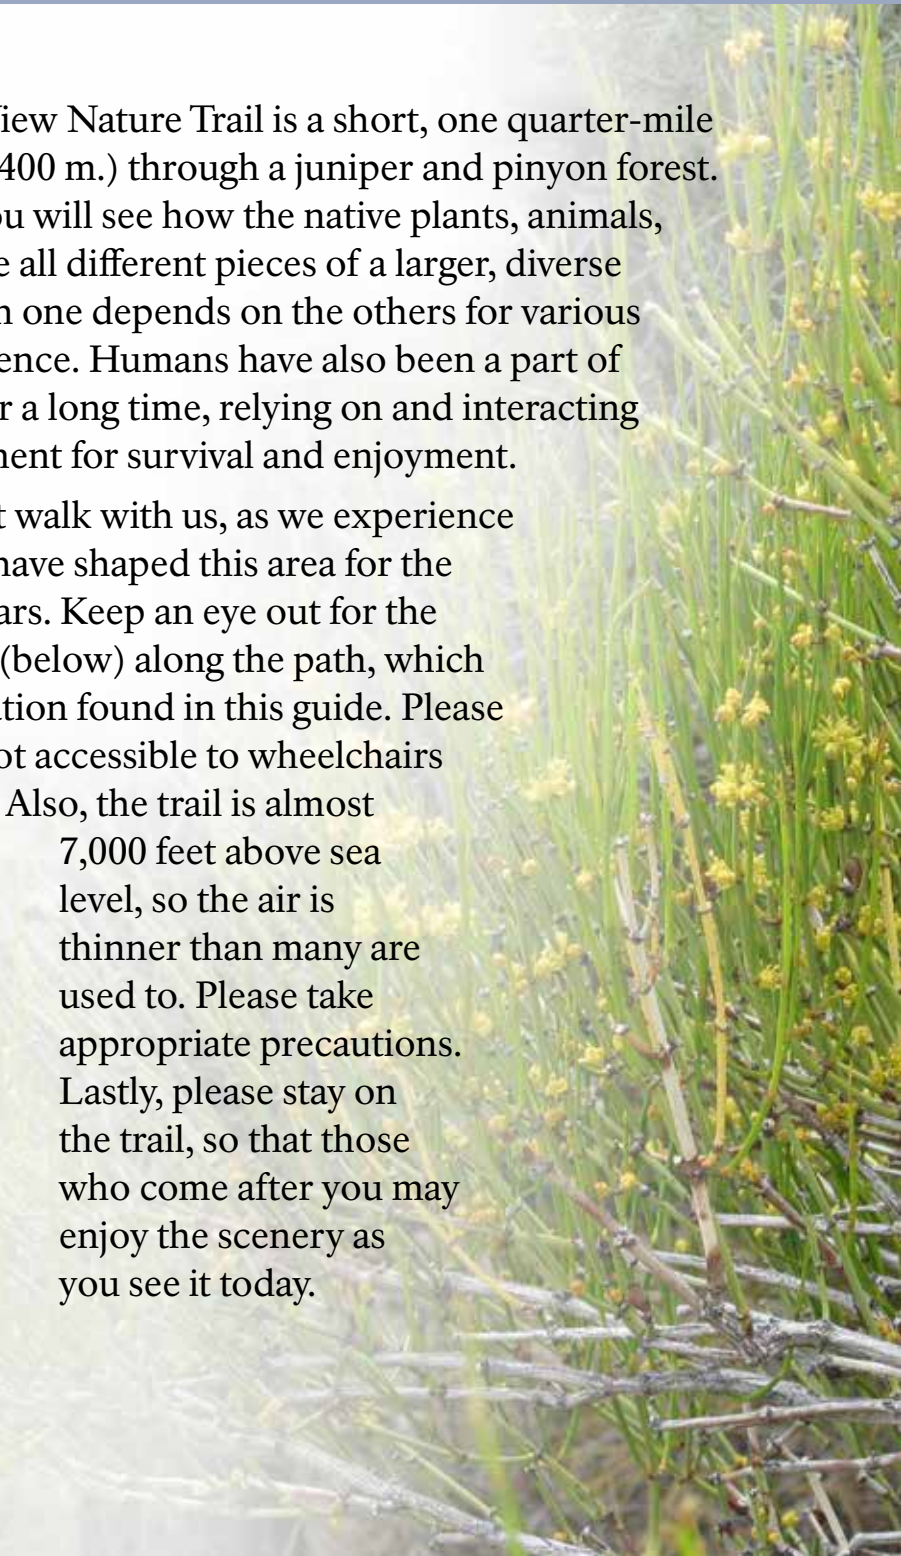 iew Nature Trail is a short, one quarter-mile
400 m.) through a juniper and pinyon forest.
u will see how the native plants, animals,
e all different pieces of a larger, diverse
n one depends on the others for various
ence. Humans have also been a part of
r a long time, relying on and interacting
ment for survival and enjoyment.
t walk with us, as we experience
have shaped this area for the
ars. Keep an eye out for the
(below) along the path, which
ation found in this guide. Please
ot accessible to wheelchairs
Also, the trail is almost
7,000 feet above sea
level, so the air is
thinner than many are
used to. Please take
appropriate precautions.
Lastly, please stay on
the trail, so that those
who come after you may
enjoy the scenery as
you see it today.